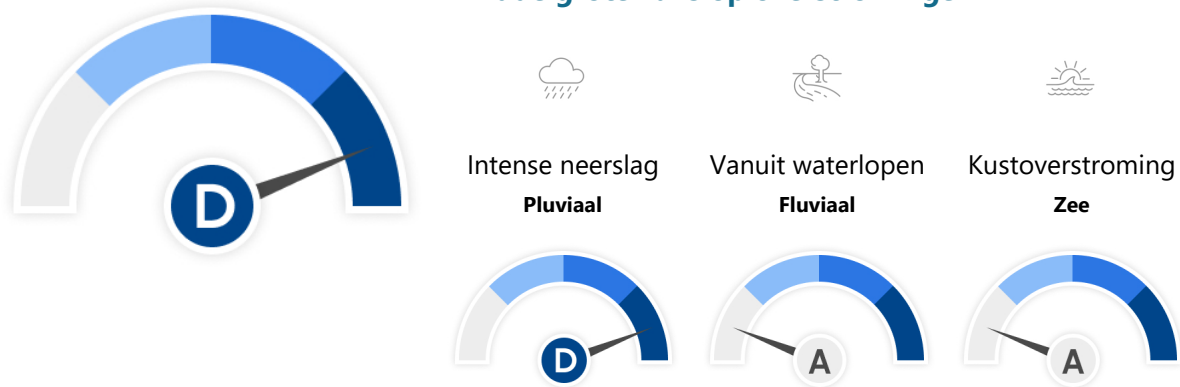 D
Intense neerslag
Vanuit waterlopen
Kustoverstroming
Pluviaal
Fluviaal
Zee
D
A
A